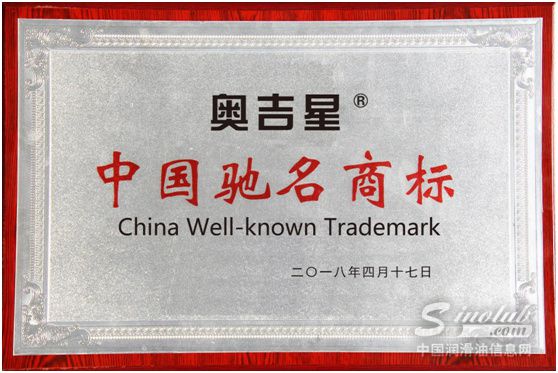 奥吉星®
中国驰名商标
China Well-known Trademark
二〇一八年四月十七日
Sinolub
.com
中国润滑油信息网